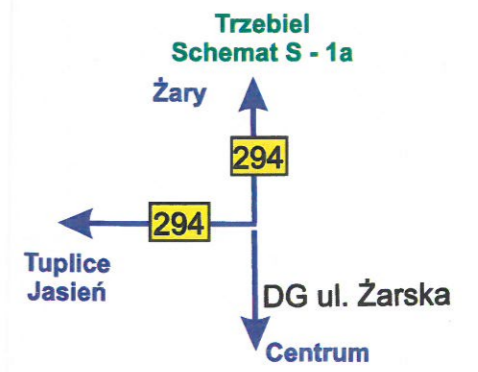 Trzebiel
Schemat S - 1a
Żary
294
294
Tuplice
Jasień
DG ul. Żarska
Centrum